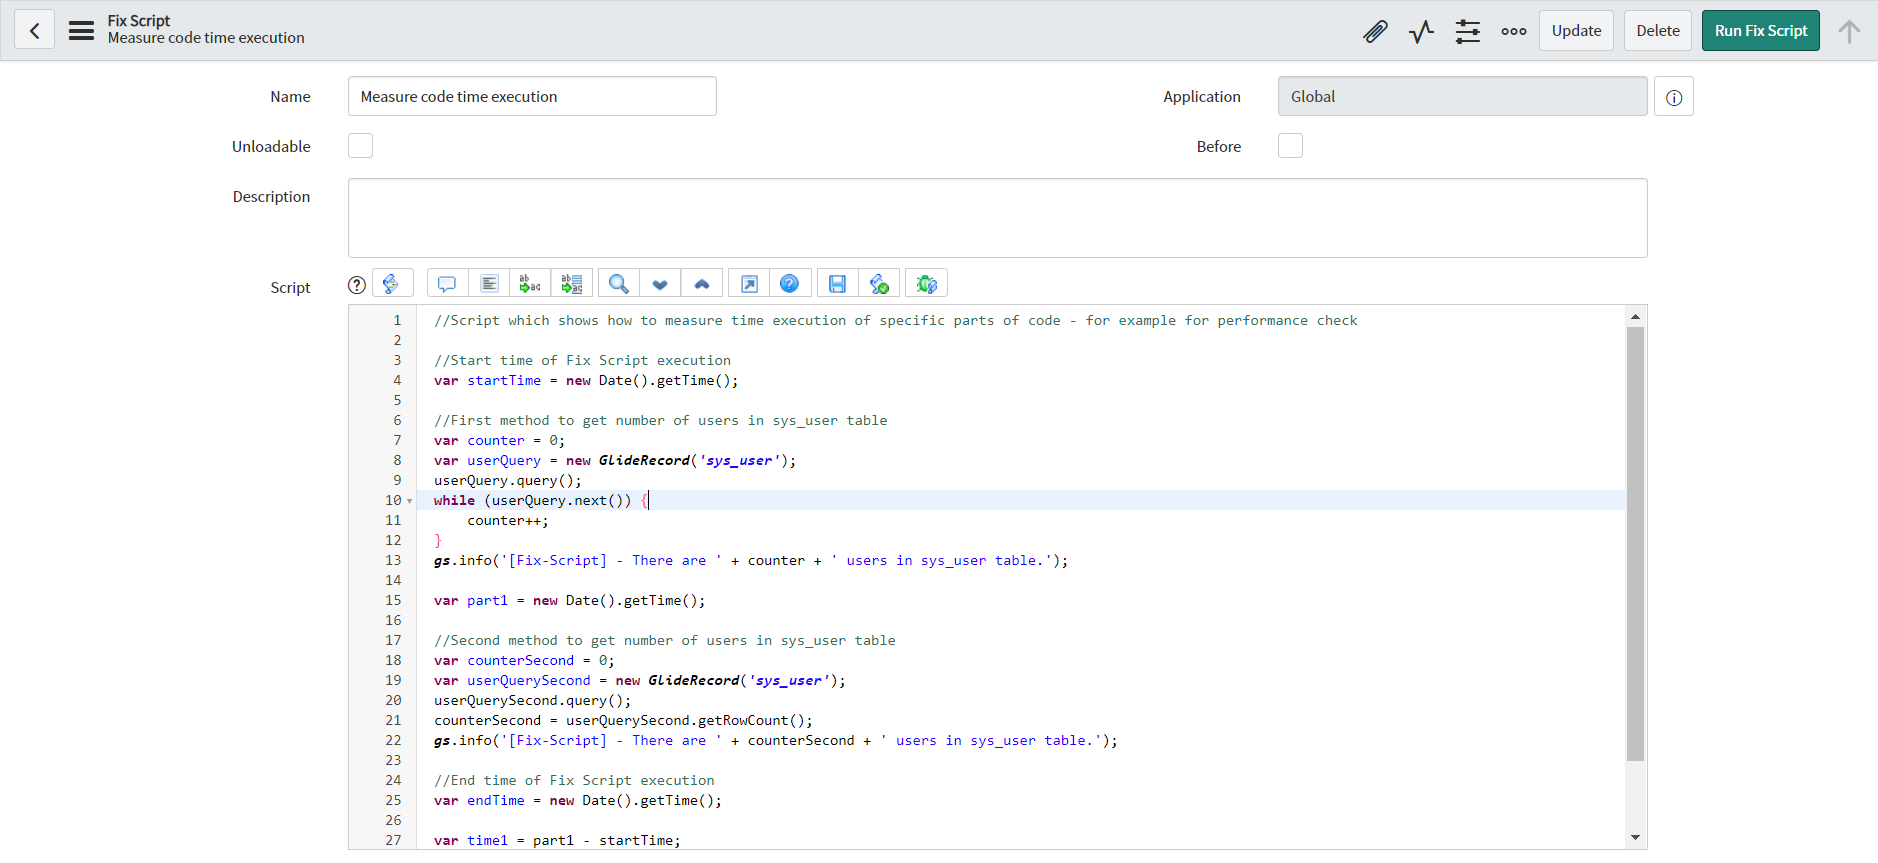 Fix Script
Measure code time execution
Update
Delete
Run Fix Script
Name
Measure code time execution
Application
Global
Unloadable
Before
Description
Script
1 //Script which shows how to measure time execution of specific parts of code - for example for performance check
2
3 //Start time of Fix Script execution
4 var startTime = new Date().getTime();
5
6 //First method to get number of users in sys_user table
7 var counter = 0;
8 var userQuery = new GlideRecord('sys_user');
9 userQuery.query();
10 while (userQuery.next()) {
11     counter++;
12 }
13 gs.info('[Fix-Script] - There are ' + counter + ' users in sys_user table.');
14
15 var part1 = new Date().getTime();
16
17 //Second method to get number of users in sys_user table
18 var counterSecond = 0;
19 var userQuerySecond = new GlideRecord('sys_user');
20 userQuerySecond.query();
21 counterSecond = userQuerySecond.getRowCount();
22 gs.info('[Fix-Script] - There are ' + counterSecond + ' users in sys_user table.');
23
24 //End time of Fix Script execution
25 var endTime = new Date().getTime();
26
27 var time1 = part1 - startTime;